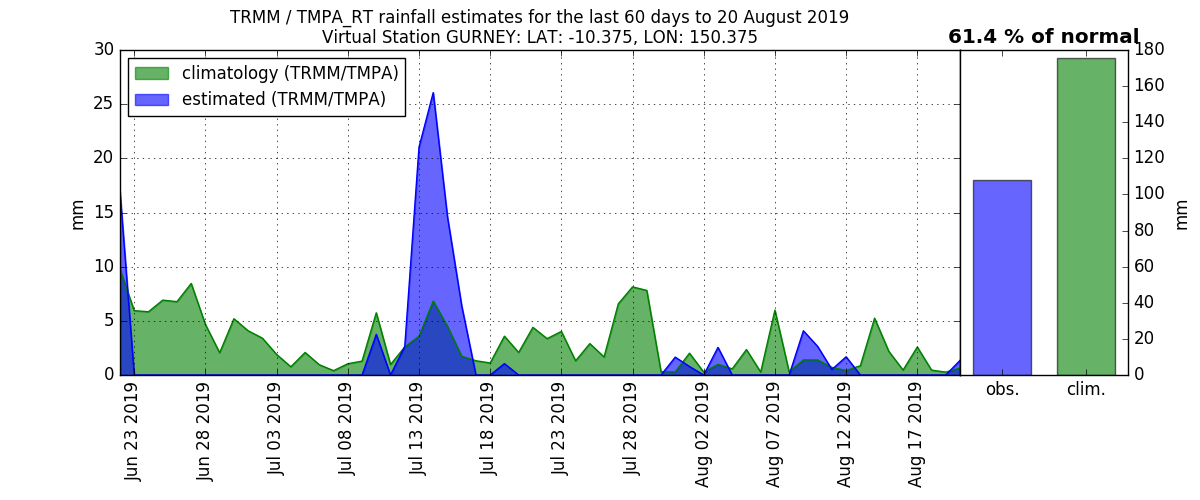 TRMM / TMPA_RT rainfall estimates for the last 60 days to 20 August 2019
Virtual Station GURNEY: LAT: -10.375, LON: 150.375
61.4 % of normal
climatology (TRMM/TMPA)
estimated (TRMM/TMPA)
mm
30
25
20
15
10
5
0
Jun 23 2019
Jun 28 2019
Jul 03 2019
Jul 08 2019
Jul 13 2019
Jul 18 2019
Jul 23 2019
Jul 28 2019
Aug 02 2019
Aug 07 2019
Aug 12 2019
Aug 17 2019
obs.
clim.
180
160
140
120
100
80
60
40
20
0
mm